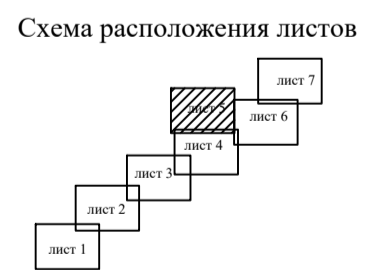 Схема расположения листов
лист 7
лист 5
лист 6
лист 4
лист 3
лист 2
лист 1